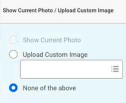 Show Current Photo / Upload Custom Image
Show Current Photo
Upload Custom Image
None of the above